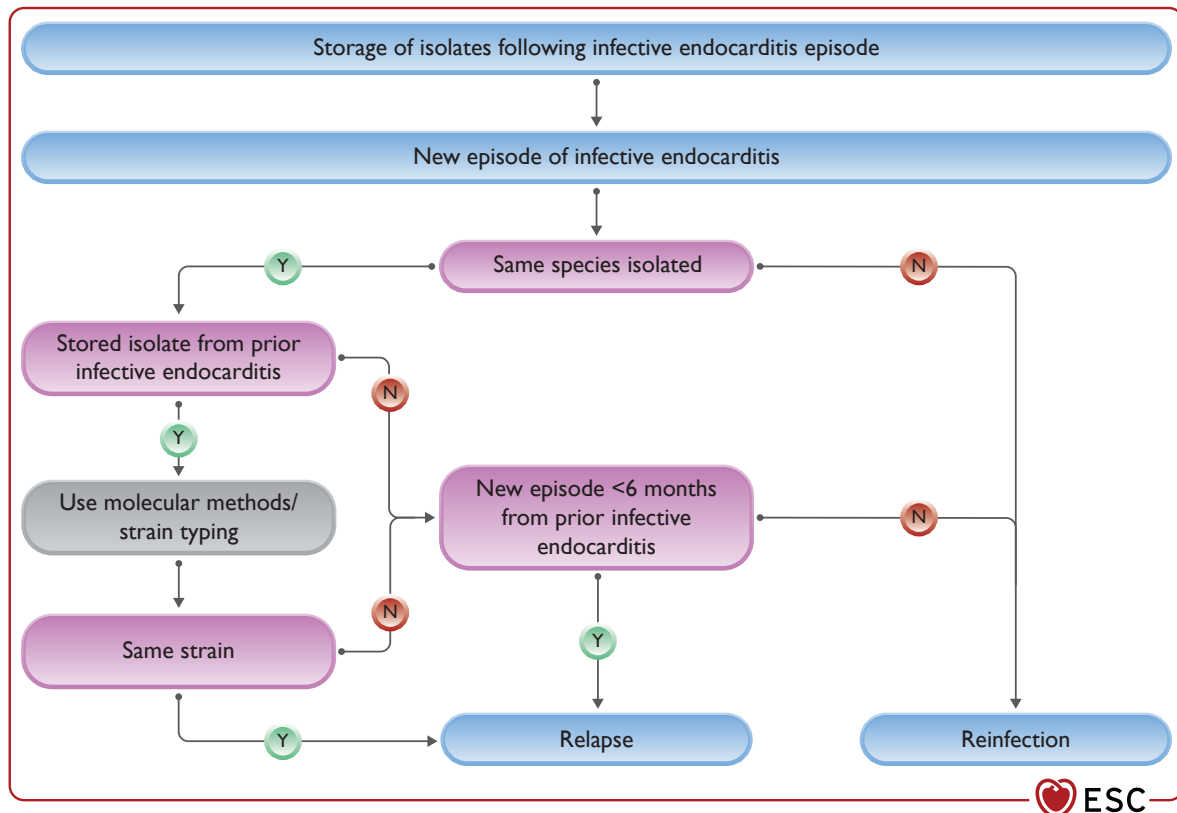 Storage of isolates following infective endocarditis episode
New episode of infective endocarditis
Y
Same species isolated
N
Stored isolate from prior
infective endocarditis
N
Y
Use molecular methods/
strain typing
New episode <6 months
from prior infective
endocarditis
N
N
Same strain
Y
Y
Relapse
Reinfection
ESC